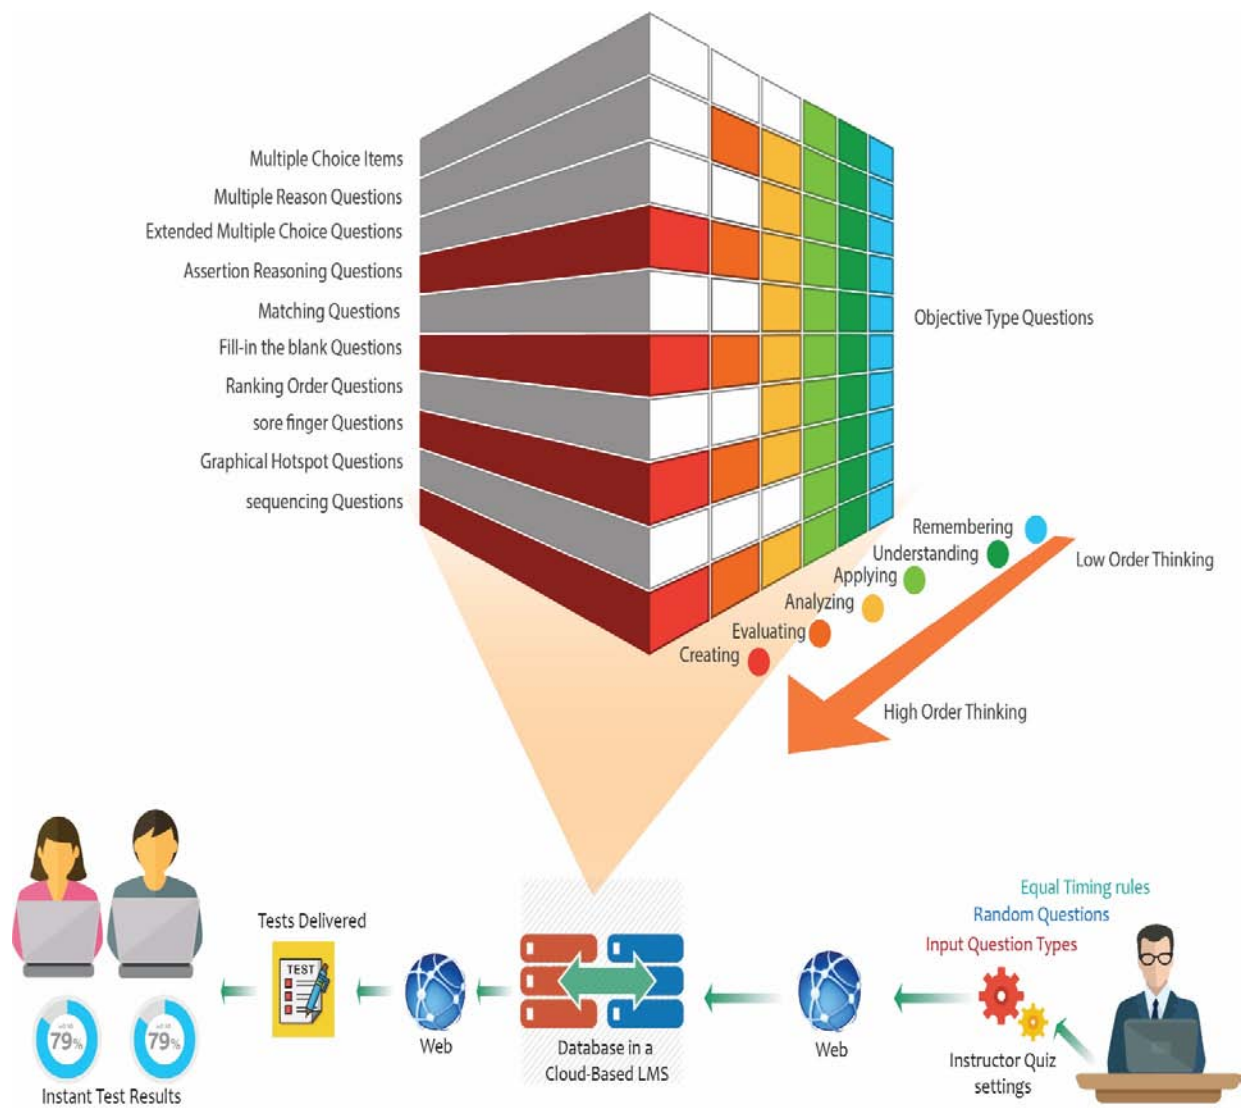 Multiple Choice Items
Multiple Reason Questions
Extended Multiple Choice Questions
Assertion Reasoning Questions
Matching Questions
Fill-in the blank Questions
Ranking Order Questions
sore finger Questions
Graphical Hotspot Questions
sequencing Questions
Objective Type Questions
Remembering
Understanding
Applying
Analyzing
Evaluating
Creating
Low Order Thinking
High Order Thinking
Equal Timing rules
Random Questions
Input Question Types
Tests Delivered
TEST
Web
Database in a
Cloud-Based LMS
Web
Instructor Quiz
settings
79%
79%
Instant Test Results